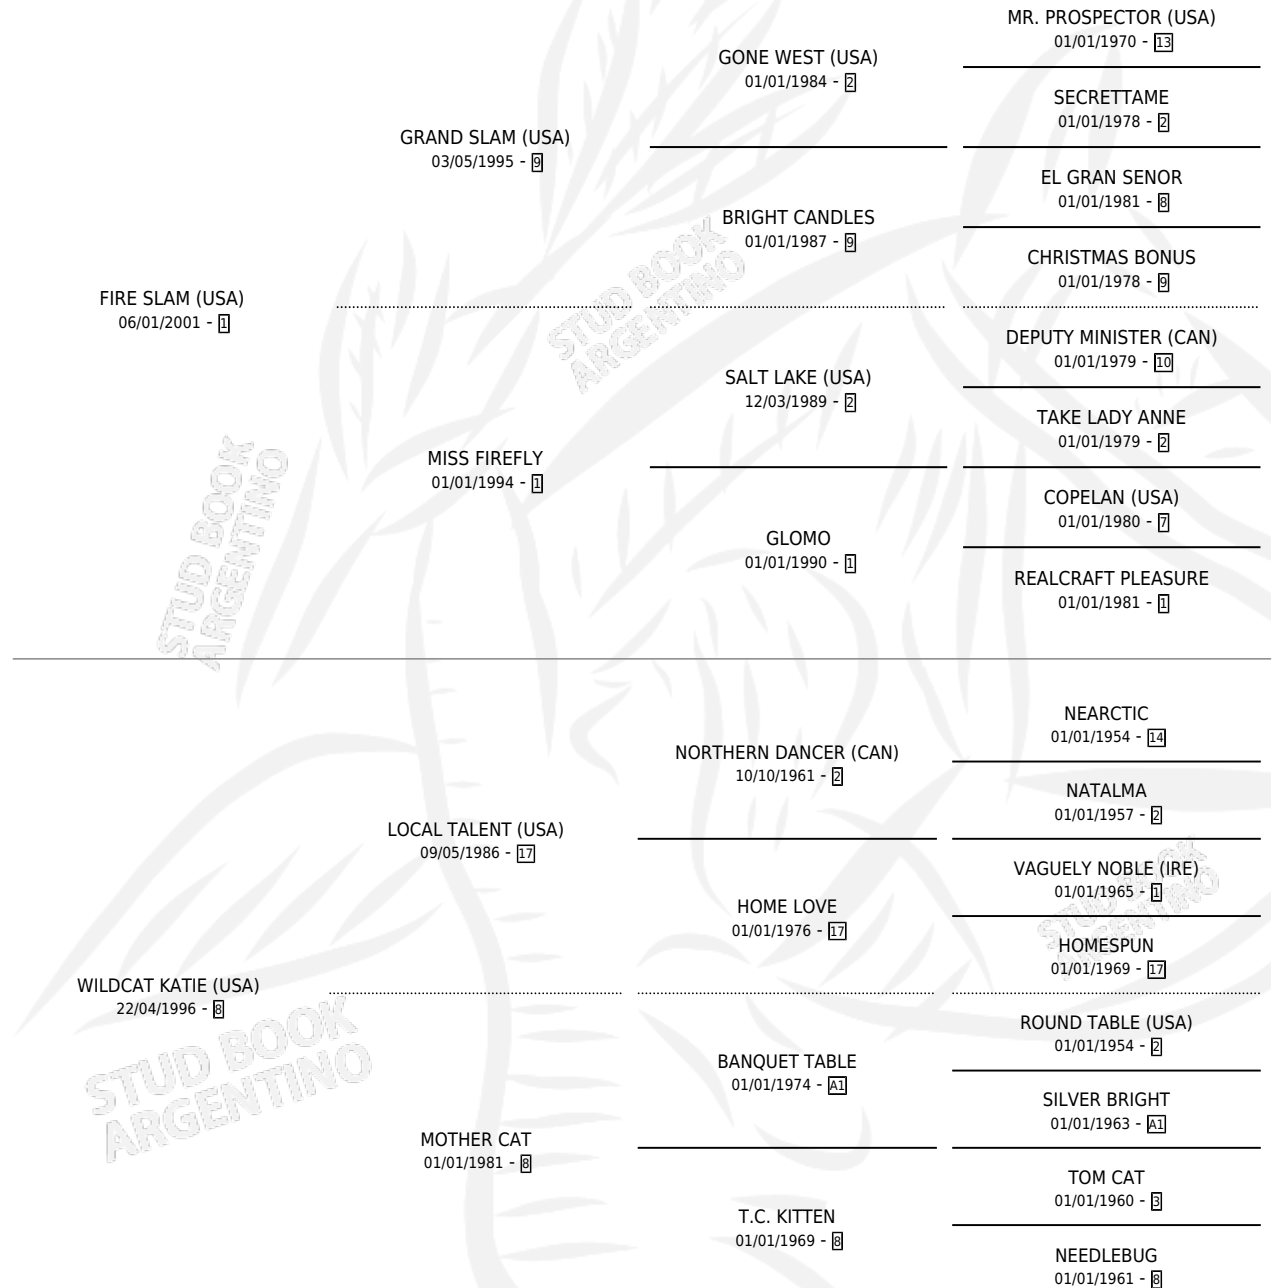 MR. PROSPECTOR (USA)
01/01/1970 - 13
GONE WEST (USA)
01/01/1984 - 2
SECRETTAME
01/01/1978 - 2
GRAND SLAM (USA)
03/05/1995 - 9
EL GRAN SENOR
01/01/1981 - 8
BRIGHT CANDLES
01/01/1987 - 9
CHRISTMAS BONUS
01/01/1978 - 9
STUD BOOK
ARGENTINO
FIRE SLAM (USA)
06/01/2001 - 1
DEPUTY MINISTER (CAN)
01/01/1979 - 10
SALT LAKE (USA)
12/03/1989 - 2
TAKE LADY ANNE
01/01/1979 - 2
MISS FIREFLY
01/01/1994 - 1
COPELAN (USA)
01/01/1980 - 7
GLOMO
01/01/1990 - 1
REALCRAFT PLEASURE
01/01/1981 - 1
STUD BOOK
ARGENTINO
NEARCTIC
01/01/1954 - 14
NORTHERN DANCER (CAN)
10/10/1961 - 2
NATALMA
01/01/1957 - 2
LOCAL TALENT (USA)
09/05/1986 - 17
VAGUELY NOBLE (IRE)
01/01/1965 - 1
HOME LOVE
01/01/1976 - 17
HOMESPUN
01/01/1969 - 17
STUD BOOK
ARGENTINO
WILDCAT KATIE (USA)
22/04/1996 - 8
ROUND TABLE (USA)
01/01/1954 - 2
BANQUET TABLE
01/01/1974 - A1
SILVER BRIGHT
01/01/1963 - A1
STUD BOOK
ARGENTINO
MOTHER CAT
01/01/1981 - 8
TOM CAT
01/01/1960 - 3
T.C. KITTEN
01/01/1969 - 8
NEEDLEBUG
01/01/1961 - 8